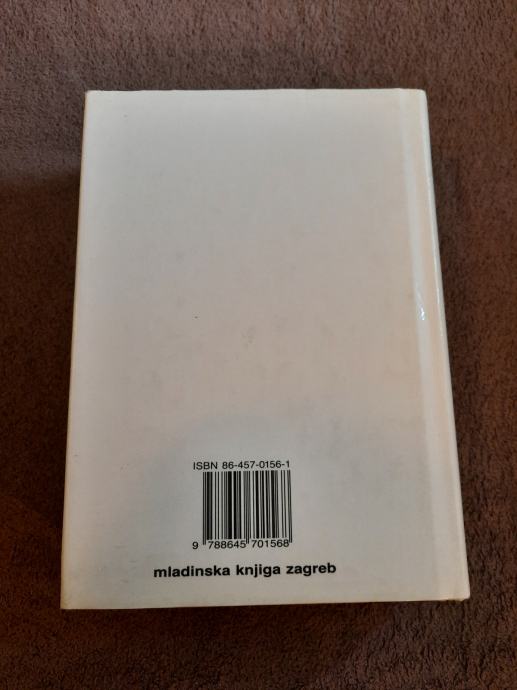 ISBN 86-457-0156-1
9 788645 701568
mladinska knjiga zagreb